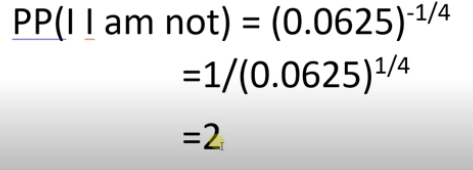 PP(I I am not) = (0.0625)^-1/4
=1/(0.0625)^1/4
=2